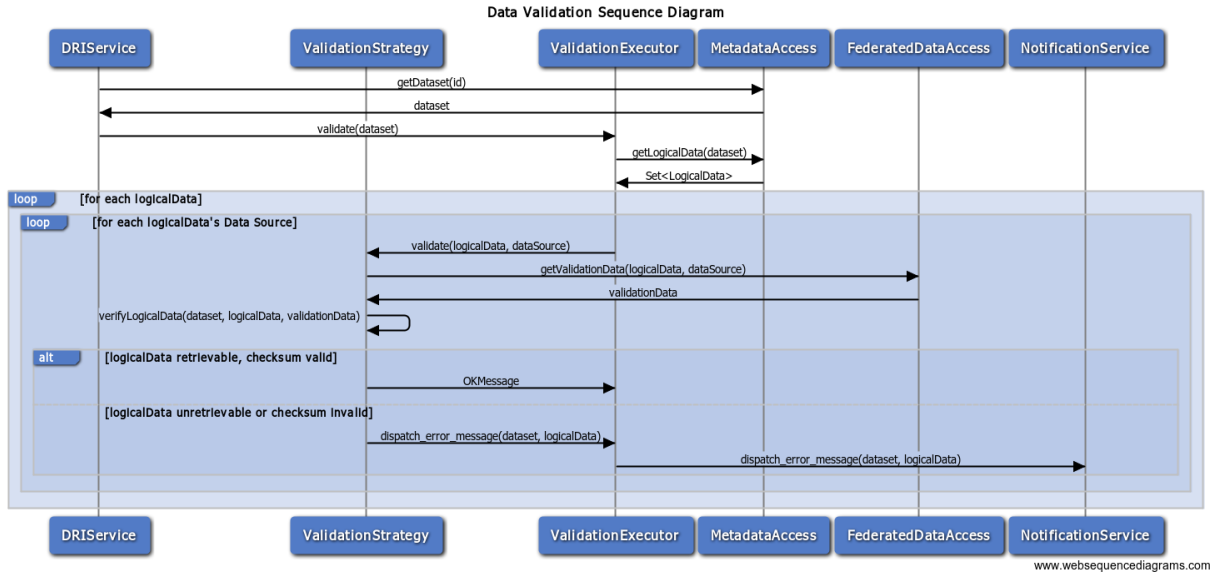 Data Validation Sequence Diagram
DRIService
ValidationStrategy
ValidationExecutor
MetadataAccess
FederatedDataAccess
NotificationService
getDataset(id)
dataset
validate(dataset)
getLogicalData(dataset)
Set<LogicalData>
loop
[for each logicalData]
loop
[for each logicalData's Data Source]
validate(logicalData, dataSource)
getValidationData(logicalData, dataSource)
validationData
verifyLogicalData(dataset, logicalData, validationData)
alt
[logicalData retrievable, checksum valid]
OKMessage
[logicalData unretrievable or checksum invalid]
dispatch_error_message(dataset, logicalData)
dispatch_error_message(dataset, logicalData)
DRIService
ValidationStrategy
ValidationExecutor
MetadataAccess
FederatedDataAccess
NotificationService
www.websequencediagrams.com